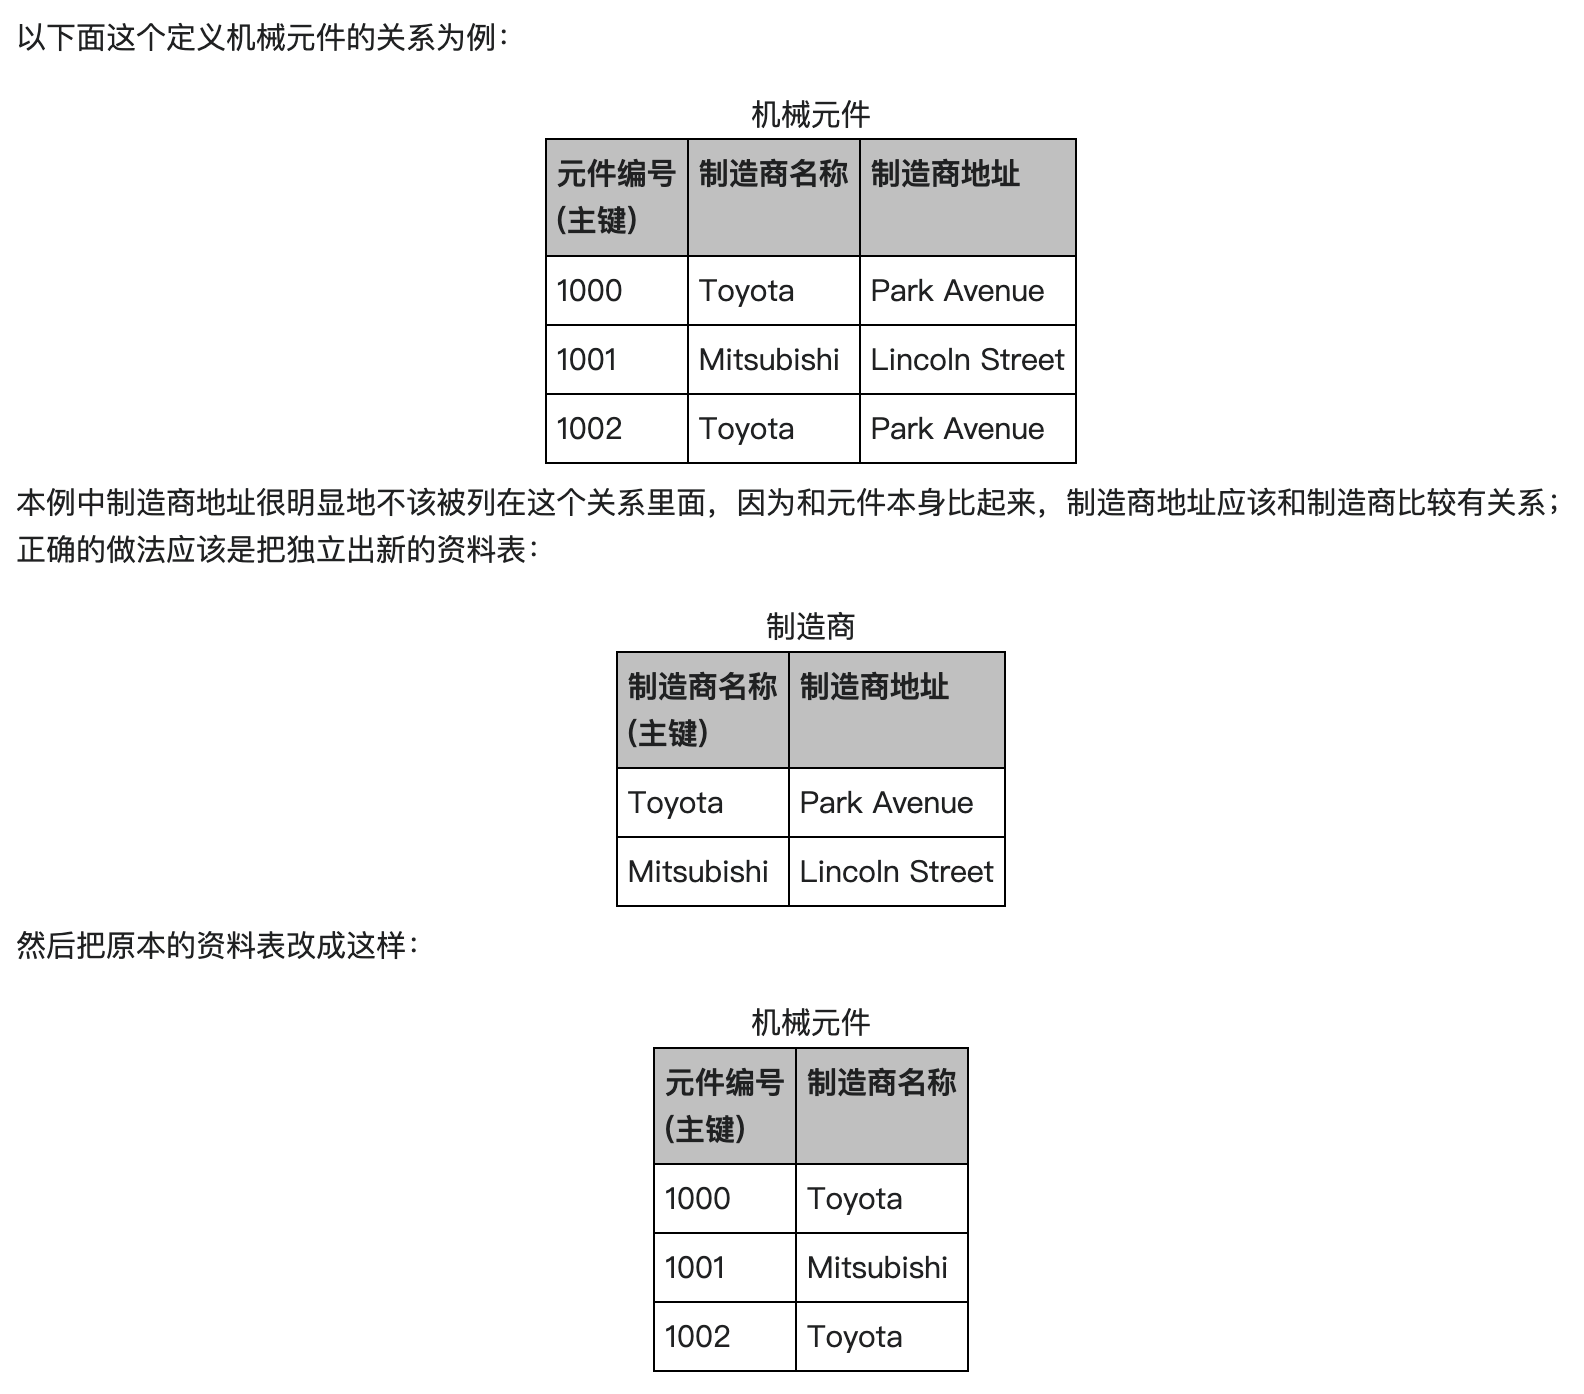 以下面这个定义机械元件的关系为例：
机械元件
元件编号 制造商名称 制造商地址
(主键)
1000 Toyota Park Avenue
1001 Mitsubishi Lincoln Street
1002 Toyota Park Avenue
本例中制造商地址很明显地不该被列在这个关系里面，因为和元件本身比起来，制造商地址应该和制造商比较有关系；
正确的做法应该是把独立出新的资料表：
制造商
制造商名称 制造商地址
(主键)
Toyota Park Avenue
Mitsubishi Lincoln Street
然后把原本的资料表改成这样：
机械元件
元件编号 制造商名称
(主键)
1000 Toyota
1001 Mitsubishi
1002 Toyota